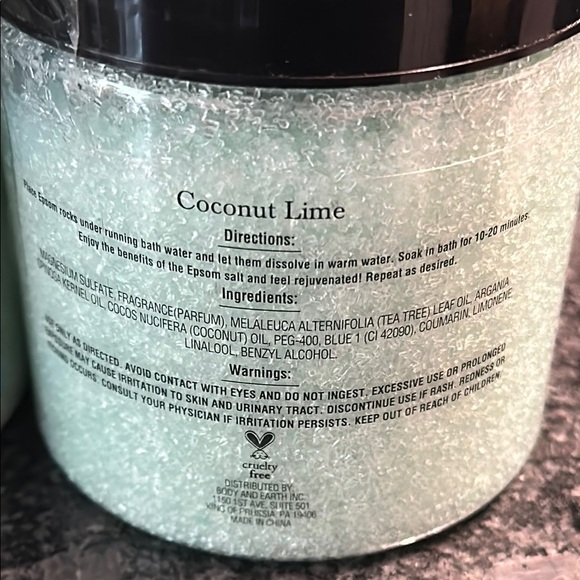 Coconut Lime
Directions:
Place Epsom rocks under running bath water and let them dissolve in warm water. Soak in bath for 10-20 minutes.
Enjoy the benefits of the Epsom salt and feel rejuvenated! Repeat as desired.
Ingredients:
MAGNESIUM SULFATE, FRAGRANCE(PARFUM), MELALEUCA ALTERNIFOLIA (TEA TREE) LEAF OIL, ARGANIA
SPINOSA KERNEL OIL, COCOS NUCIFERA (COCONUT) OIL, PEG-400, BLUE 1 (CI 42090), COUMARIN, LIMONENE,
LINALOOL, BENZYL ALCOHOL.
Warnings:
USE ONLY AS DIRECTED. AVOID CONTACT WITH EYES AND DO NOT INGEST. EXCESSIVE USE OR PROLONGED
EXPOSURE MAY CAUSE IRRITATION TO SKIN AND URINARY TRACT. DISCONTINUE USE IF RASH, REDNESS OR
OCCURS. CONSULT YOUR PHYSICIAN IF IRRITATION PERSISTS. KEEP OUT OF REACH OF CHILDREN.
cruelty
free
DISTRIBUTED BY:
BODY AND EARTH INC.
1150 1ST AVE, SUITE 501
KING OF PRUSSIA, PA 19406
MADE IN CHINA